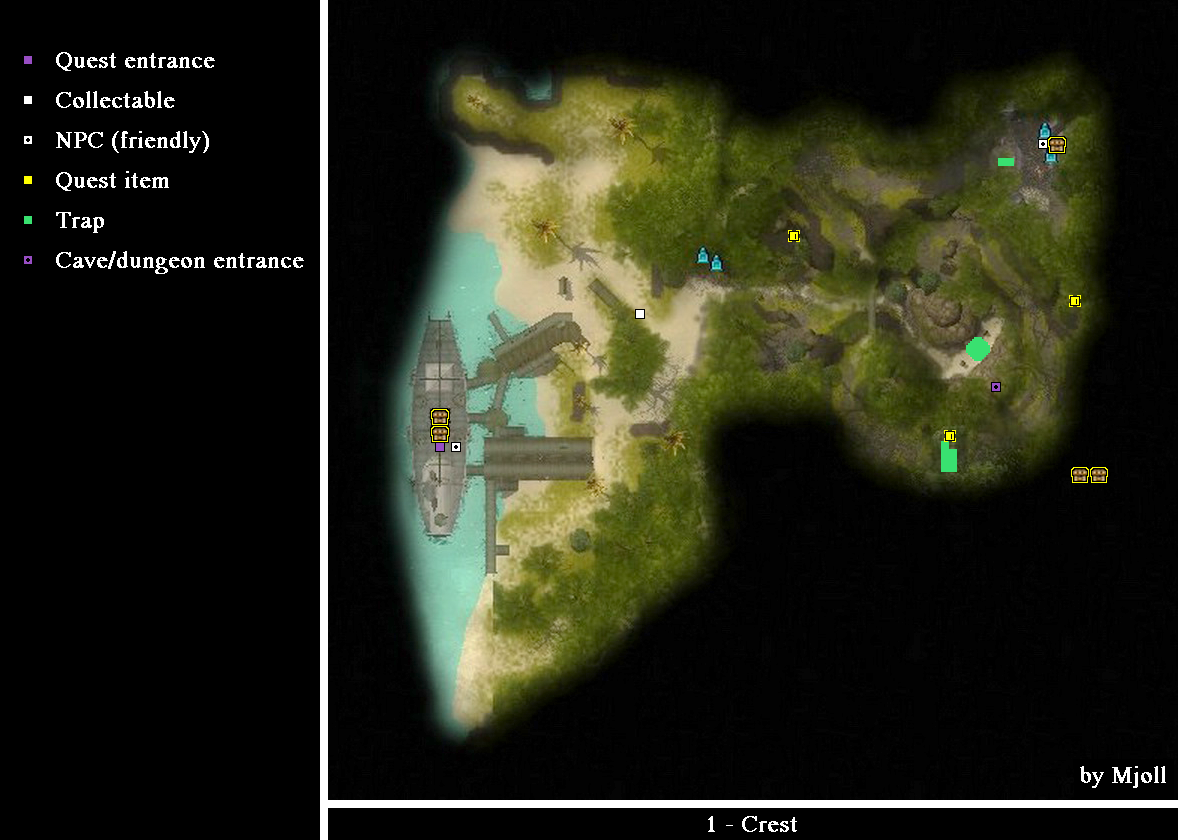 Quest entrance
Collectable
NPC (friendly)
Quest item
Trap
Cave/dungeon entrance
by Mjoll
1 - Crest